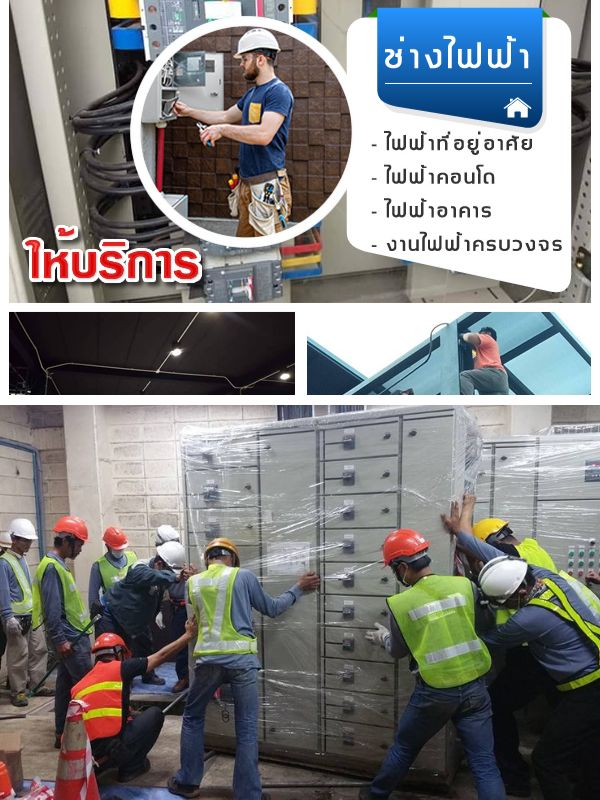 ช่างไฟฟ้า
- ไฟฟ้าที่อยู่อาศัย
- ไฟฟ้าคอนโด
- ไฟฟ้าอาคาร
- งานไฟฟ้าครบวงจร
ให้บริการ